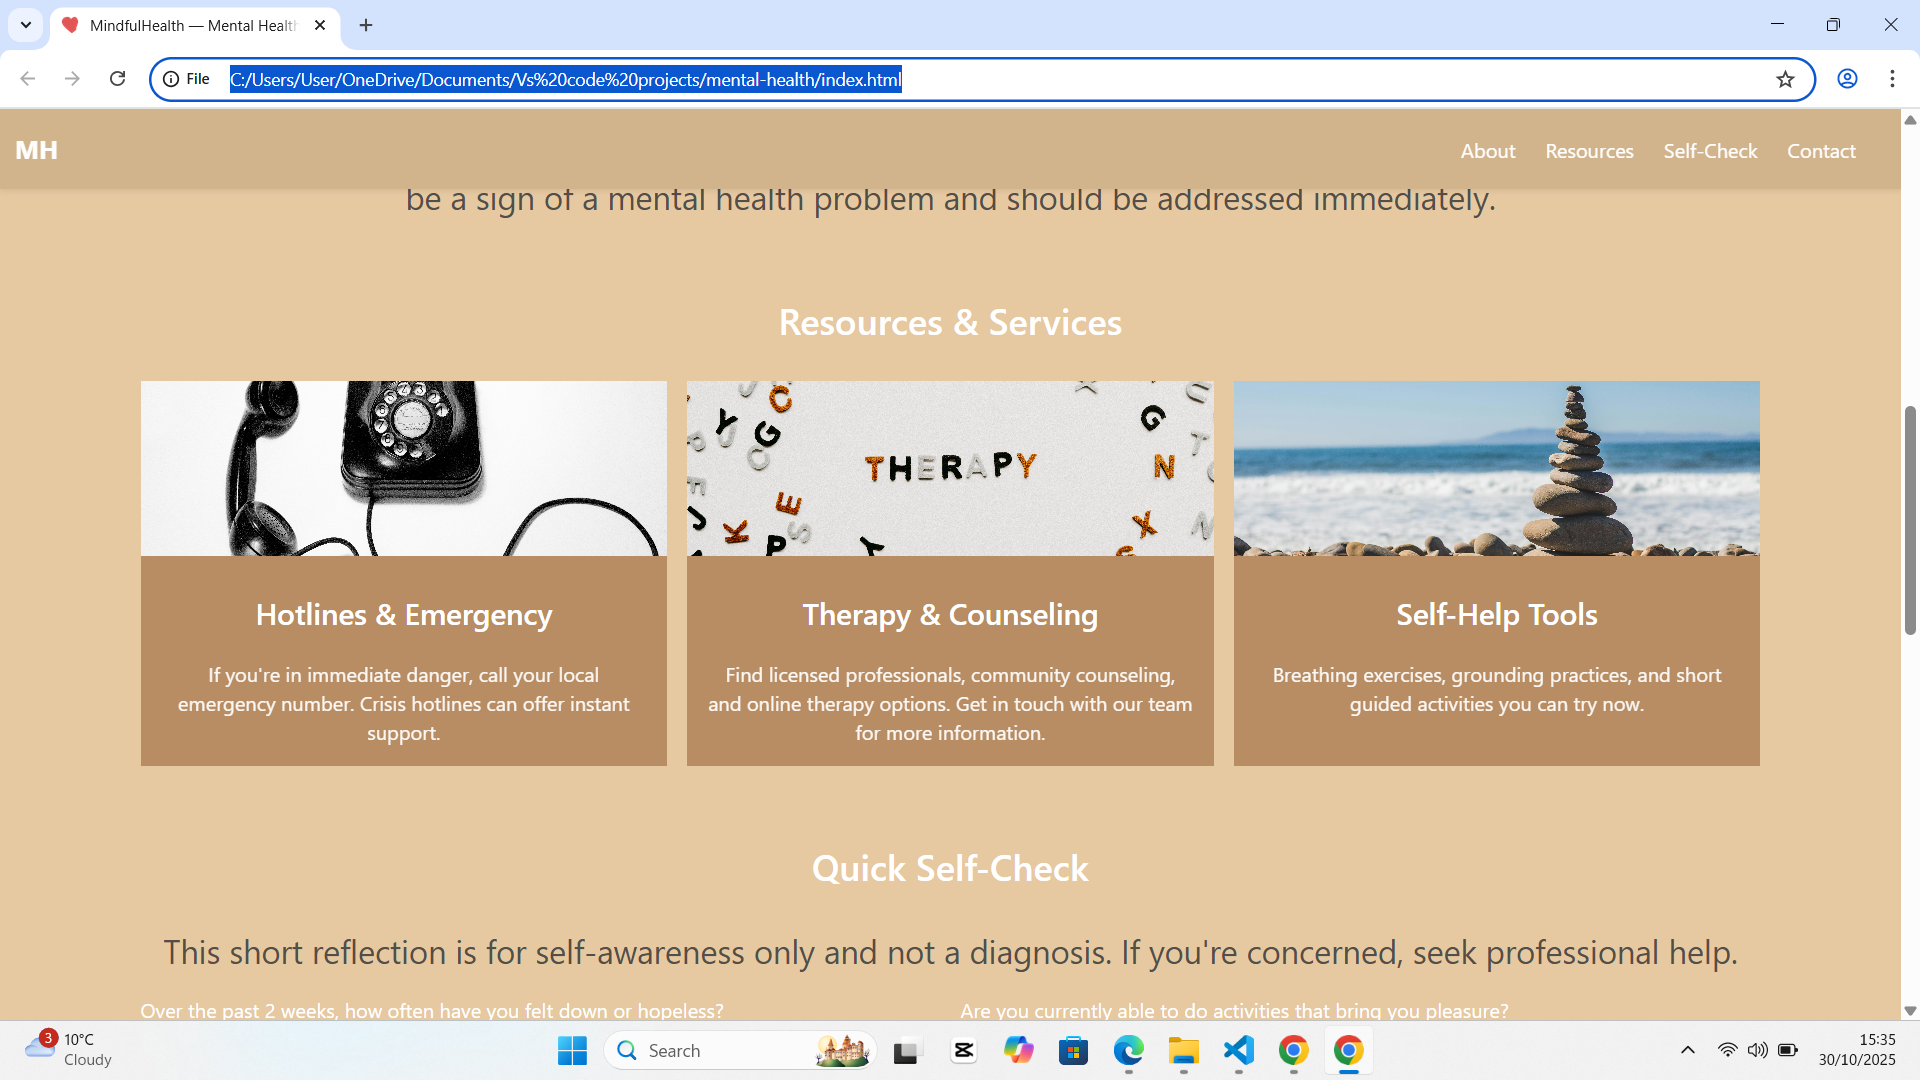 MindfulHealth — Mental Health
File
C:/Users/User/OneDrive/Documents/Vs%20code%20projects/mental-health/index.html
MH
About
Resources
Self-Check
Contact
be a sign of a mental health problem and should be addressed immediately.
Resources & Services
THERAPY
Hotlines & Emergency
If you're in immediate danger, call your local
emergency number. Crisis hotlines can offer instant
support.
Therapy & Counseling
Find licensed professionals, community counseling,
and online therapy options. Get in touch with our team
for more information.
Self-Help Tools
Breathing exercises, grounding practices, and short
guided activities you can try now.
Quick Self-Check
This short reflection is for self-awareness only and not a diagnosis. If you're concerned, seek professional help.
Over the past 2 weeks, how often have you felt down or hopeless?
Are you currently able to do activities that bring you pleasure?
3
10°C
Cloudy
Search
15:35
30/10/2025